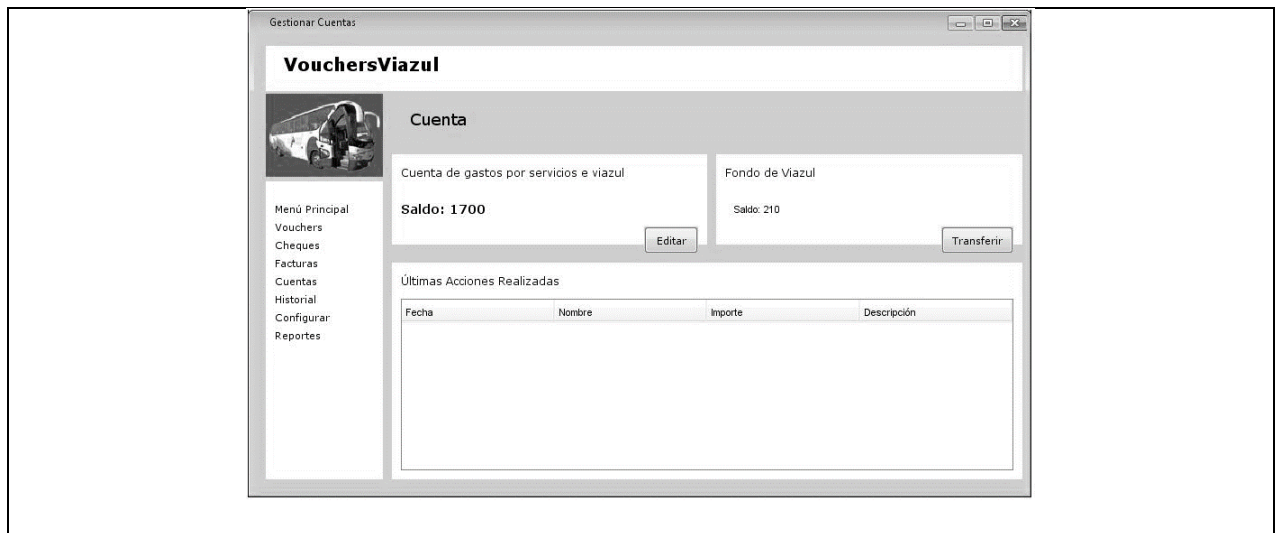 Gestionar Cuentas
VouchersViazul
Cuenta
Cuenta de gastos por servicios e viazul
Saldo: 1700
Editar
Fondo de Viazul
Saldo: 210
Transferir
Menú Principal
Vouchers
Cheques
Facturas
Cuentas
Historial
Configurar
Reportes
Últimas Acciones Realizadas
Fecha Nombre Importe Descripción